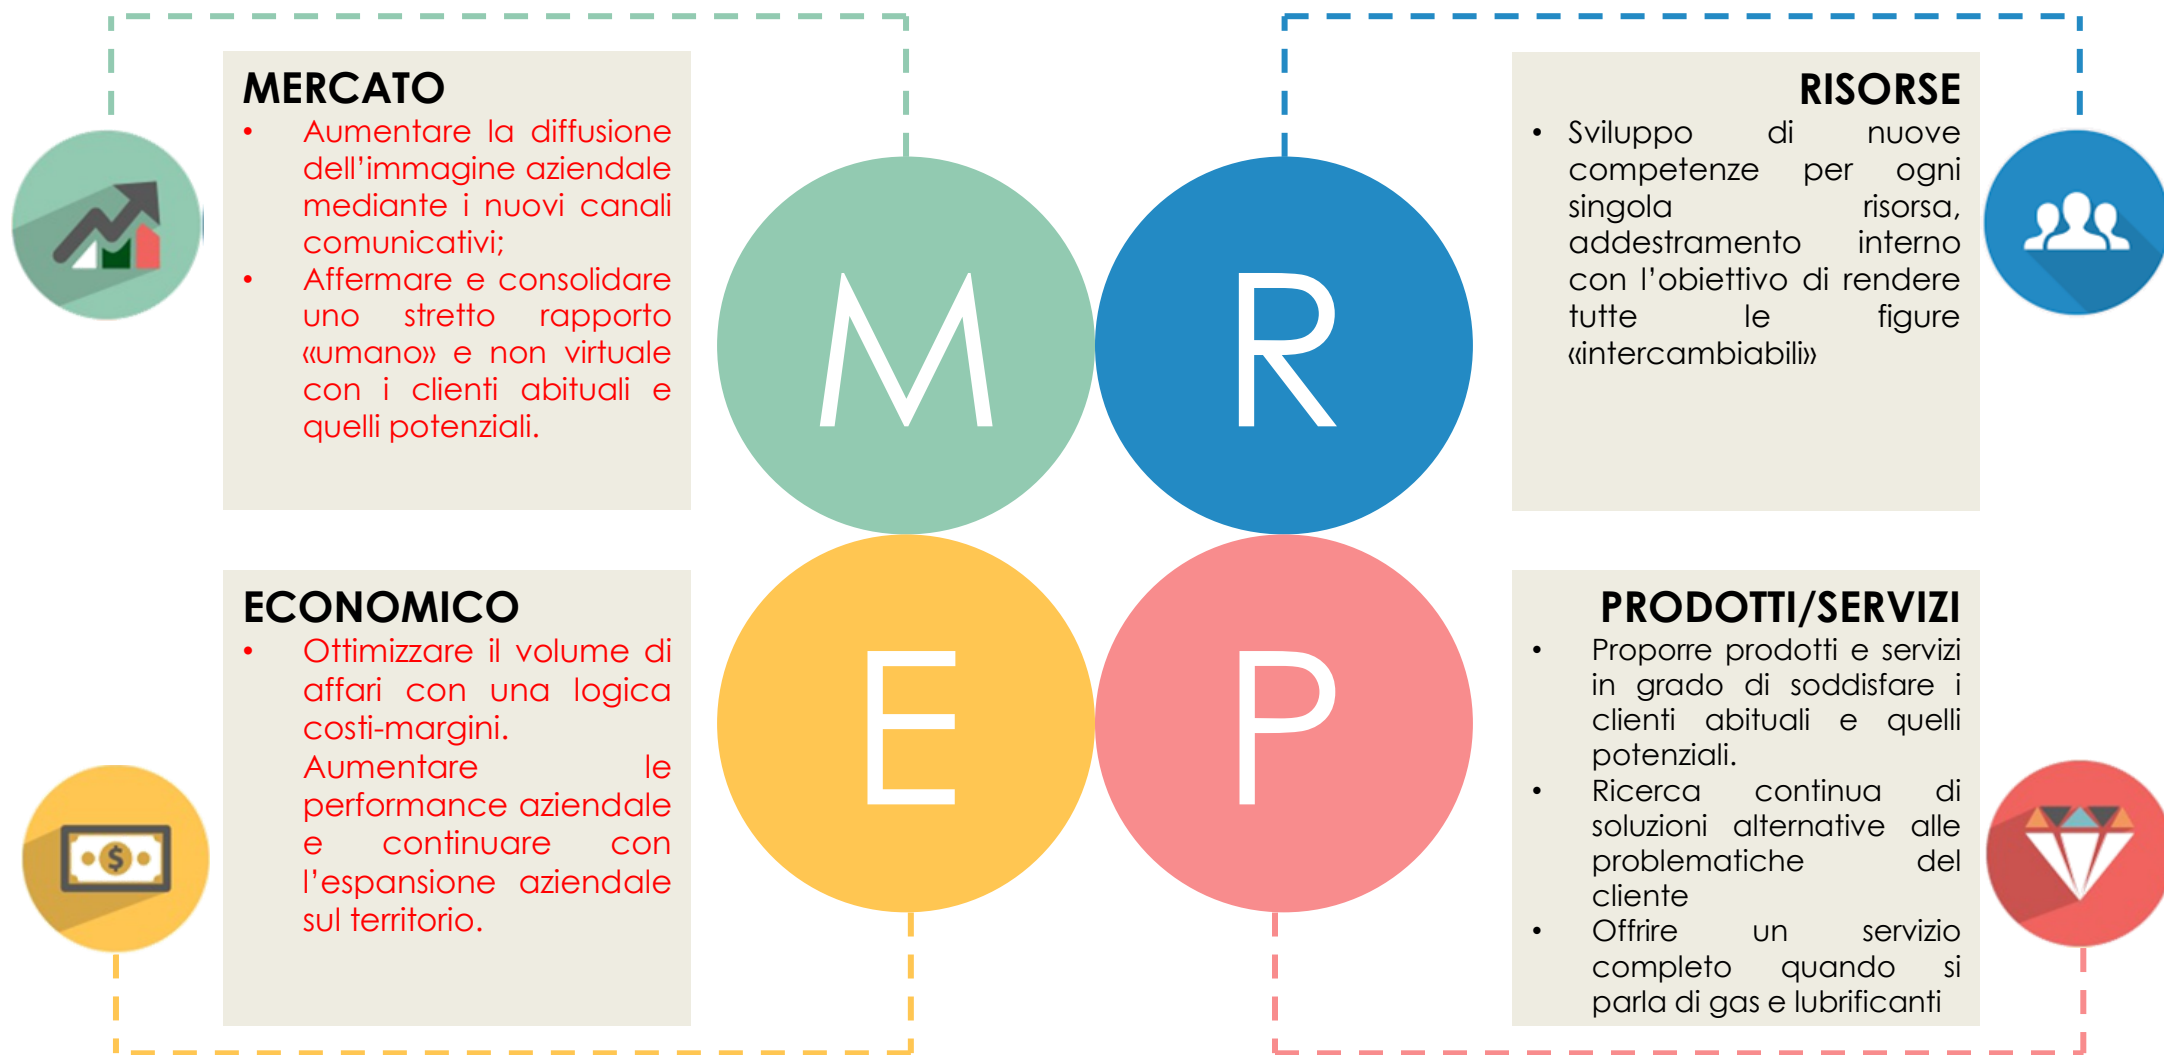 MERCATO
• Aumentare la diffusione
dell’immagine aziendale
mediante i nuovi canali
comunicativi;
• Affermare e consolidare
uno stretto rapporto
«umano» e non virtuale
con i clienti abituali e
quelli potenziali.
M
R
RISORSE
• Sviluppo di nuove
competenze per ogni
singola risorsa,
addestramento interno
con l’obiettivo di rendere
tutte le figure
«intercambiabili»
ECONOMICO
• Ottimizzare il volume di
affari con una logica
costi-margini.
Aumentare le
performance aziendale
e continuare con
l’espansione aziendale
sul territorio.
E
P
PRODOTTI/SERVIZI
• Proporre prodotti e servizi
in grado di soddisfare i
clienti abituali e quelli
potenziali.
• Ricerca continua di
soluzioni alternative alle
problematiche del
cliente
• Offrire un servizio
completo quando si
parla di gas e lubrificanti
$